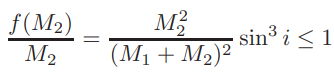 f(M₂)/M₂ = M₂²/(M₁ + M₂)² sin³ i ≤ 1